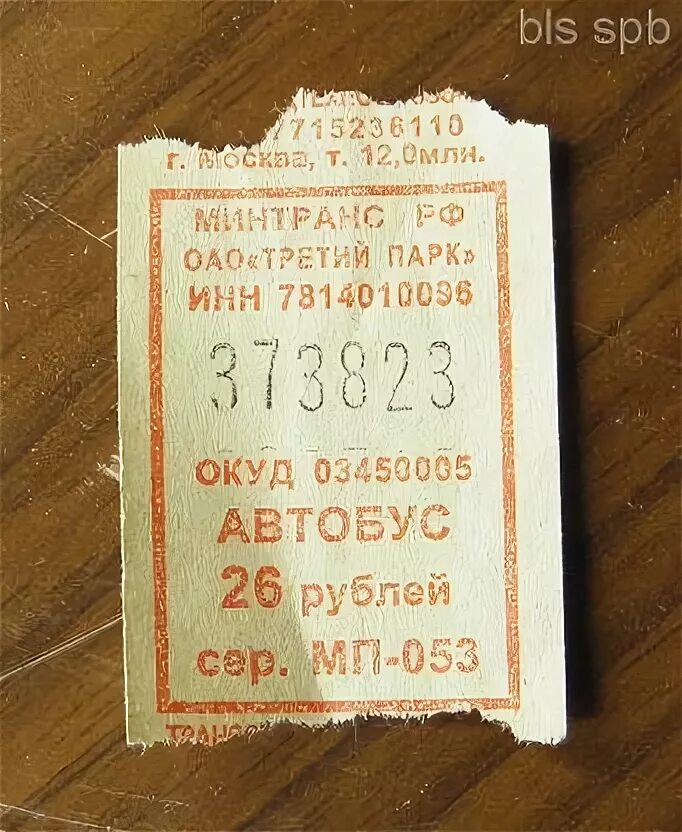 bls spb
7715236110
г. Москва, т. 12,0млн.
МИНТРАНС РФ
ОАО«ТРЕТИЙ ПАРК»
ИНН 7814010096
373823
ОКУД 03450005
АВТОБУС
26 рублей
сер. МП-053